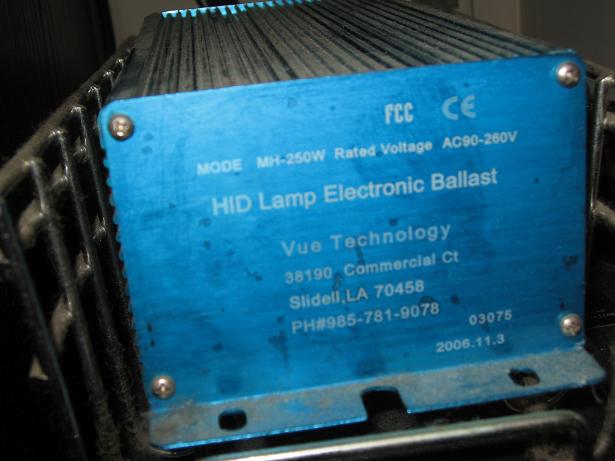 FCC CE
MODE MH-250W Rated Voltage AC90-260V
HID Lamp Electronic Ballast
Vue Technology
38190 Commercial Ct
Slidell,LA 70458
PH#985-781-9078
03075
2006.11.3